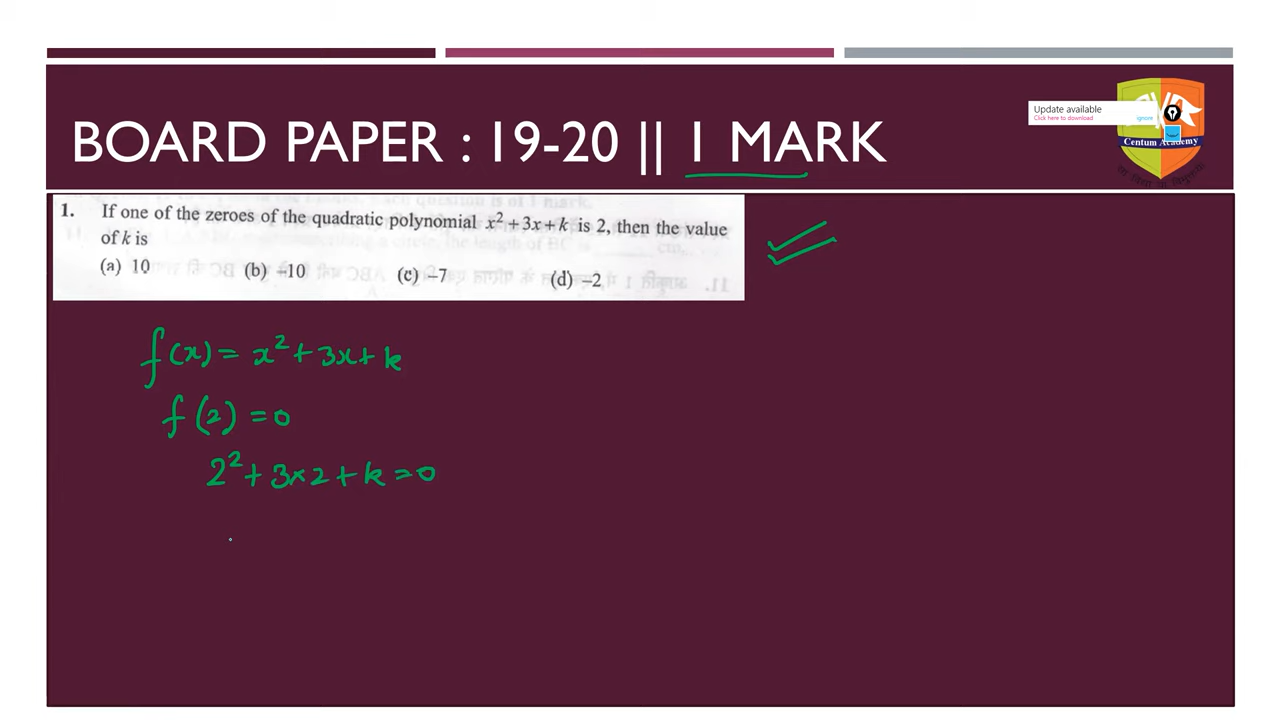 BOARD PAPER : 19-20 || 1 MARK
Update available
Click here to download
ignore
Centum Academy
1. If one of the zeroes of the quadratic polynomial x² + 3x + k is 2, then the value
of k is
(a) 10 (b) –10 (c) –7 (d) –2
f(x) = x² + 3x + k
f(2) = 0
2² + 3×2 + k = 0